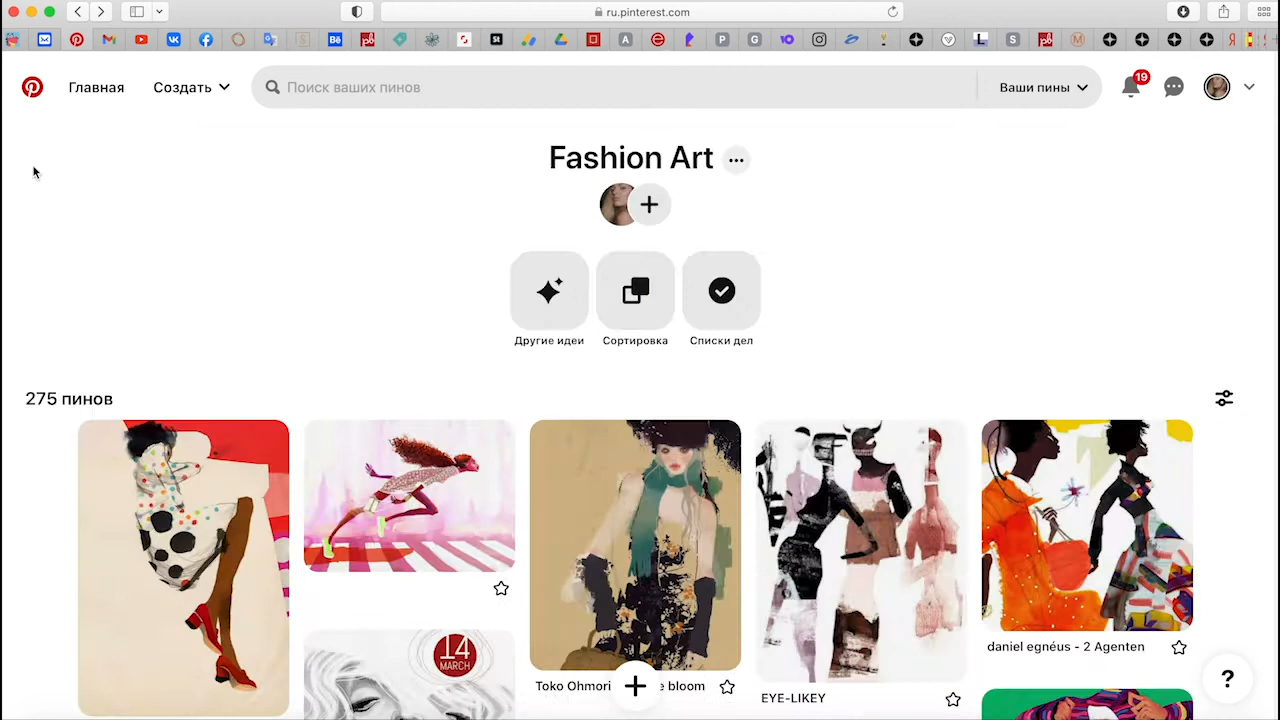 ru.pinterest.com
Главная
Создать
Поиск ваших пинов
Ваши пины
19
Fashion Art
Другие идеи
Сортировка
Списки дел
275 пинов
14
MARCH
daniel egnéus - 2 Agenten
Toko Ohmori
e bloom
EYE-LIKEY
?